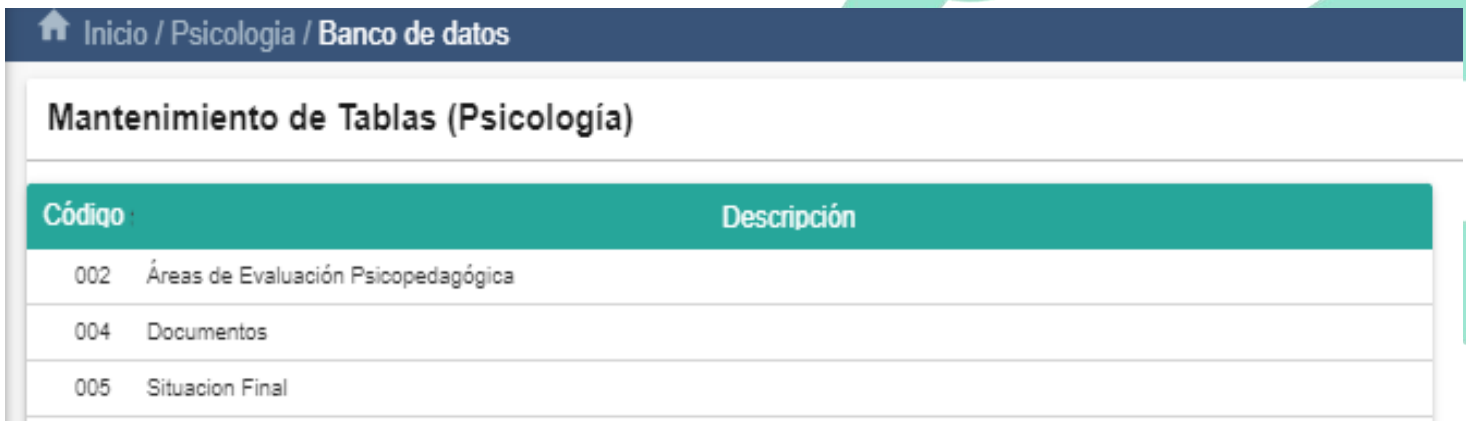 Inicio / Psicologia / Banco de datos
Mantenimiento de Tablas (Psicología)
Código Descripción
002 Áreas de Evaluación Psicopedagógica
004 Documentos
005 Situacion Final